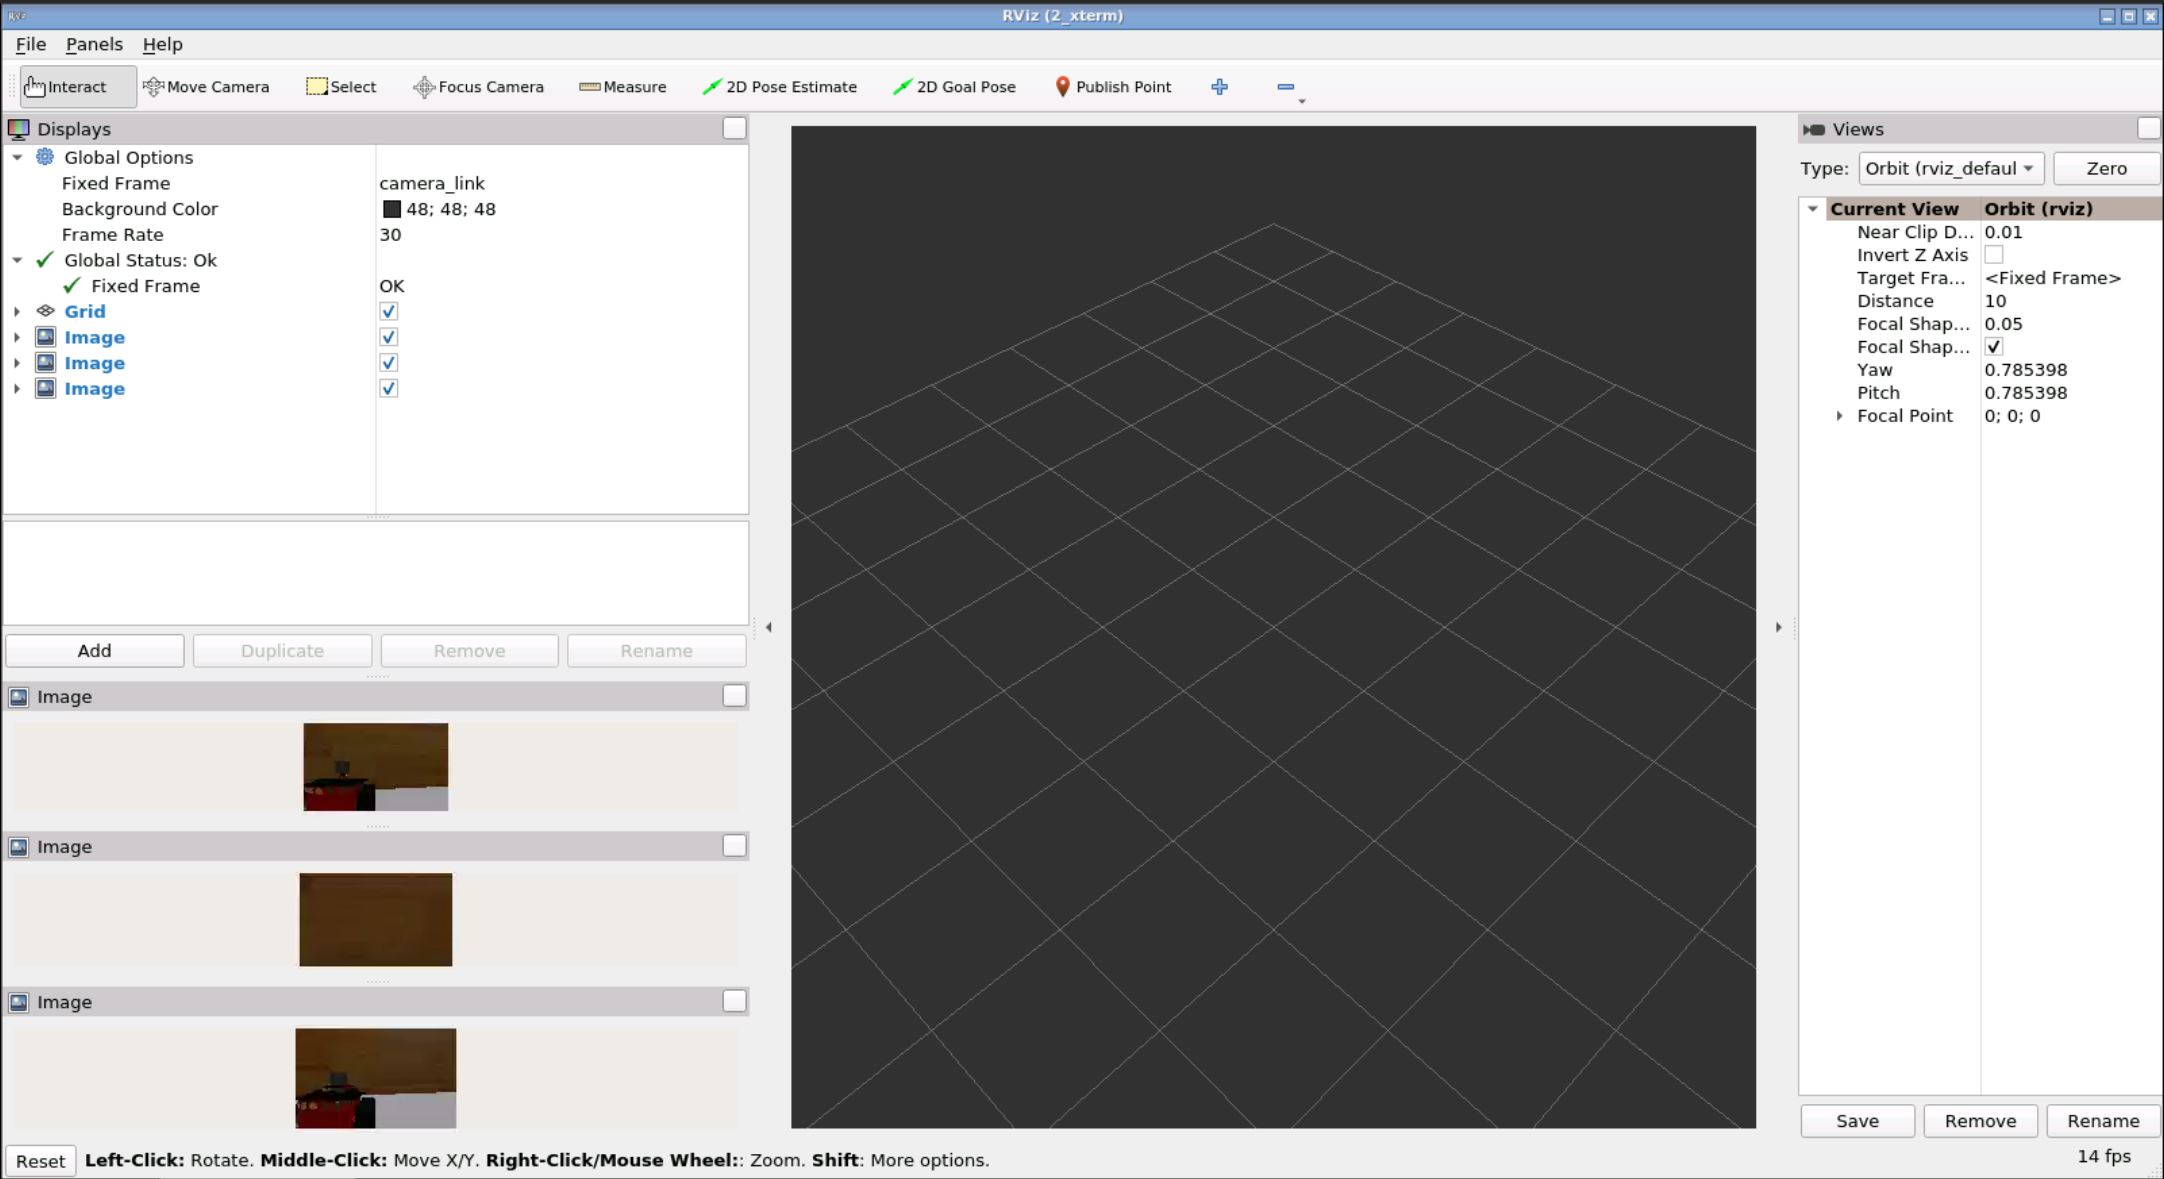 RViz (2_xterm)
File Panels Help
Interact Move Camera Select Focus Camera Measure 2D Pose Estimate 2D Goal Pose Publish Point
Displays
Global Options
Fixed Frame camera_link
Background Color 48; 48; 48
Frame Rate 30
Global Status: Ok
Fixed Frame OK
Grid
Image
Image
Image
Add Duplicate Remove Rename
Image
Image
Image
Views
Type: Orbit (rviz_defaul Zero
Current View Orbit (rviz)
Near Clip D... 0.01
Invert Z Axis
Target Fra... <Fixed Frame>
Distance 10
Focal Shap... 0.05
Focal Shap...
Yaw 0.785398
Pitch 0.785398
Focal Point 0; 0; 0
Save Remove Rename
Reset Left-Click: Rotate. Middle-Click: Move X/Y. Right-Click/Mouse Wheel:: Zoom. Shift: More options.
14 fps